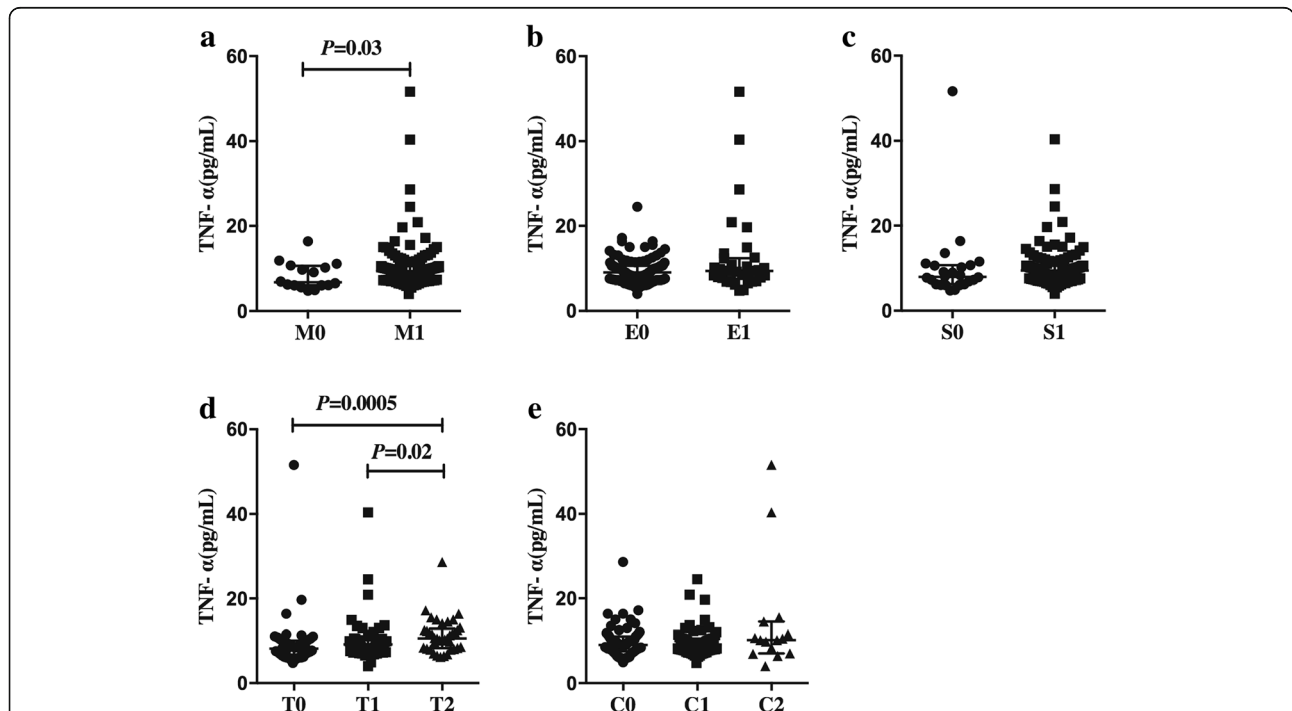 a
P=0.03
60
40
20
0
TNF- α(pg/mL)
M0 M1
b
60
40
20
0
TNF- α(pg/mL)
E0 E1
c
60
40
20
0
TNF- α(pg/mL)
S0 S1
d
P=0.0005
P=0.02
60
40
20
0
TNF- α(pg/mL)
T0 T1 T2
e
60
40
20
0
TNF- α(pg/mL)
C0 C1 C2